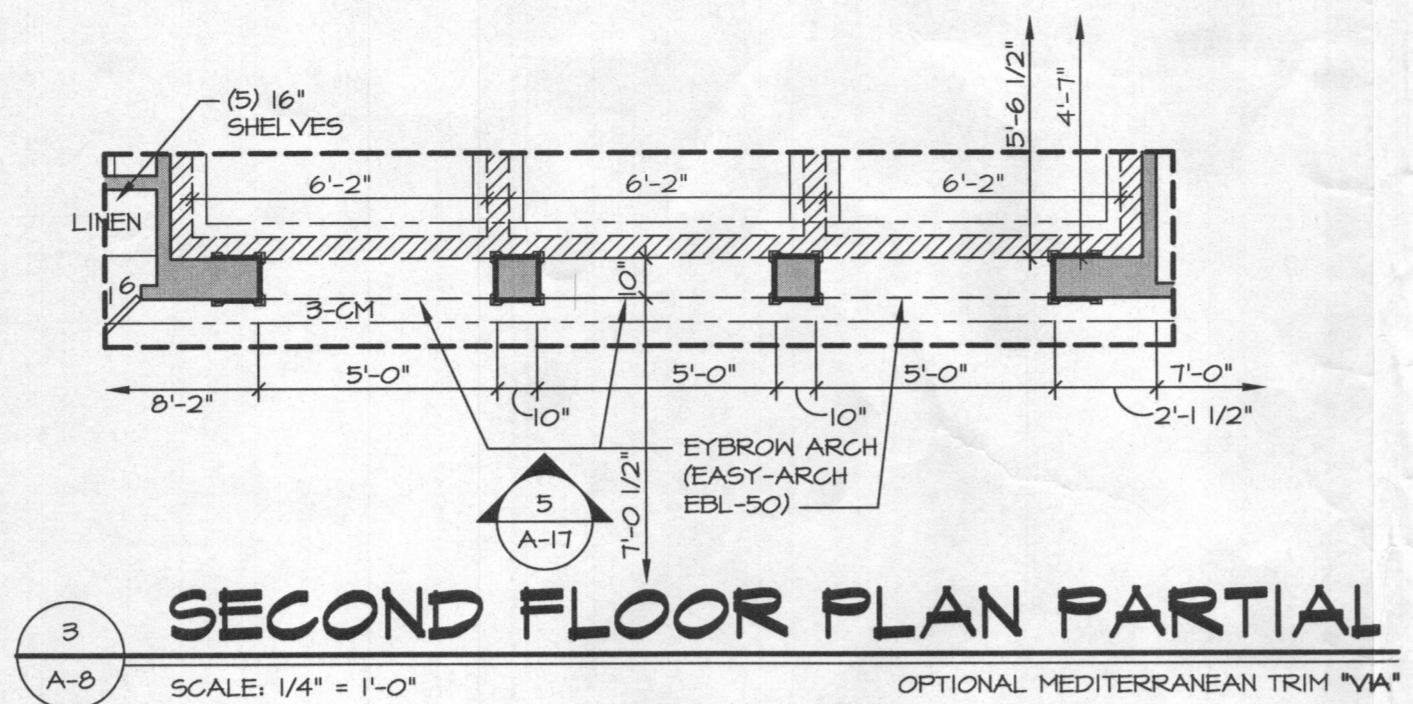 (5) 16"
SHELVES
5'-6 1/2"
4'-7"
6'-2"
6'-2"
6'-2"
LINEN
16
10"
3-CM
8'-2"
5'-0"
10"
5'-0"
10"
5'-0"
2'-1 1/2"
7'-0"
EYBROW ARCH
(EASY-ARCH
EBL-50)
7'-0 1/2"
5
A-17
3
A-8
SECOND FLOOR PLAN PARTIAL
SCALE: 1/4" = 1'-0"
OPTIONAL MEDITERRANEAN TRIM "VIA"